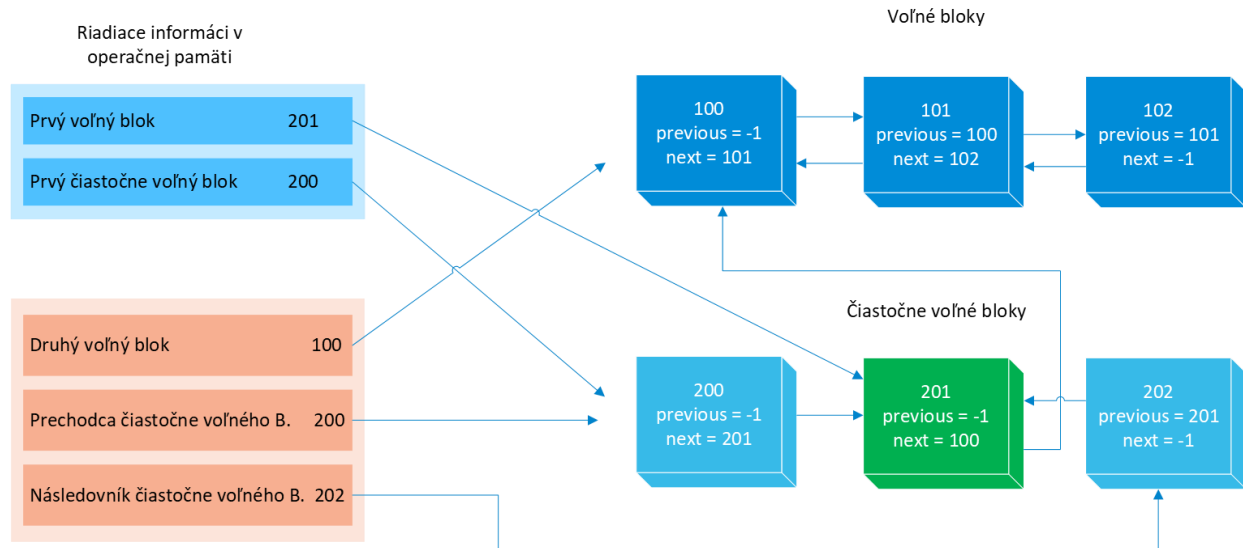 Riadiace informáci v
operačnej pamäti
Prvý voľný blok 201
Prvý čiastočne voľný blok 200
Druhý voľný blok 100
Prechodca čiastočne voľného B. 200
Následovník čiastočne voľného B. 202
Voľné bloky
100
previous = -1
next = 101
101
previous = 100
next = 102
102
previous = 101
next = -1
Čiastočne voľné bloky
200
previous = -1
next = 201
201
previous = -1
next = 100
202
previous = 201
next = -1